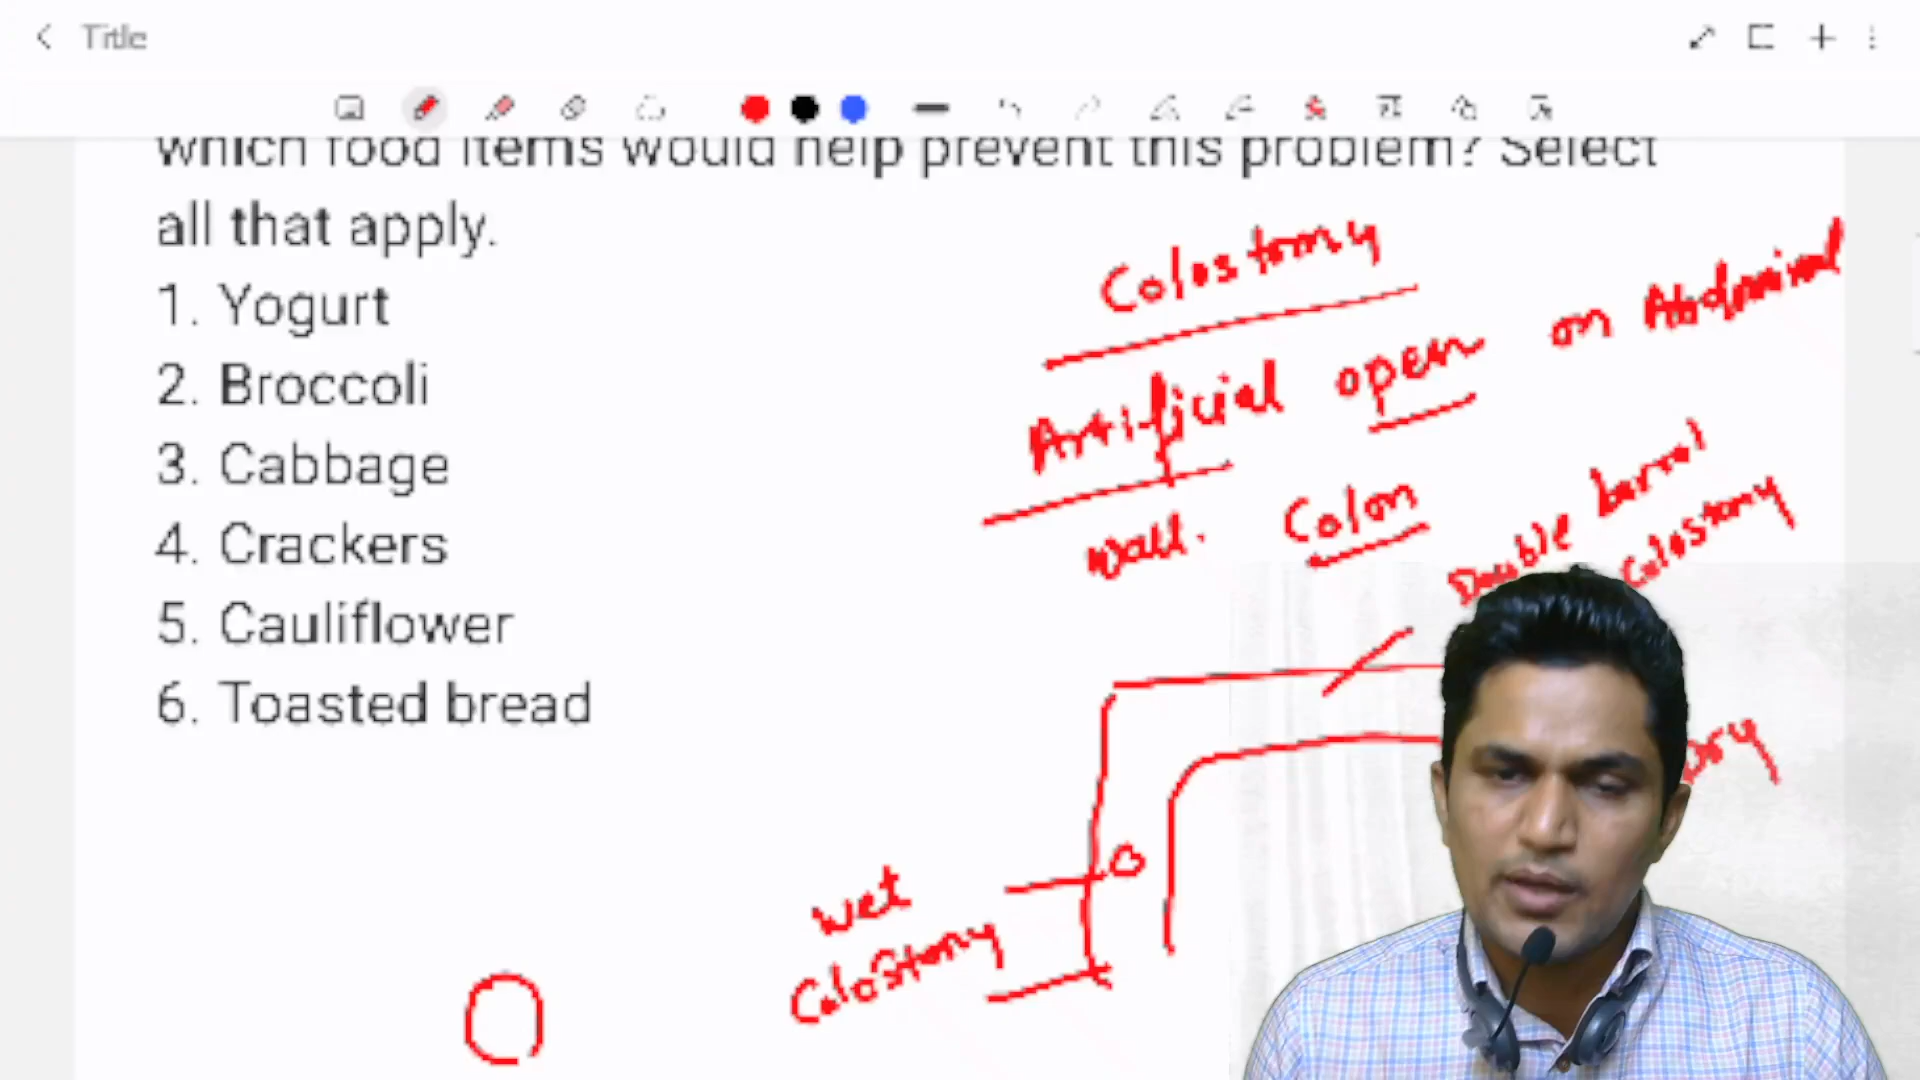 Title
which food items would help prevent this problem? Select
all that apply.
1. Yogurt
2. Broccoli
3. Cabbage
4. Crackers
5. Cauliflower
6. Toasted bread
Colostomy
Artificial open on Abdominal
wall. Colon
Double barrel
Colostomy
Wet
Colostomy